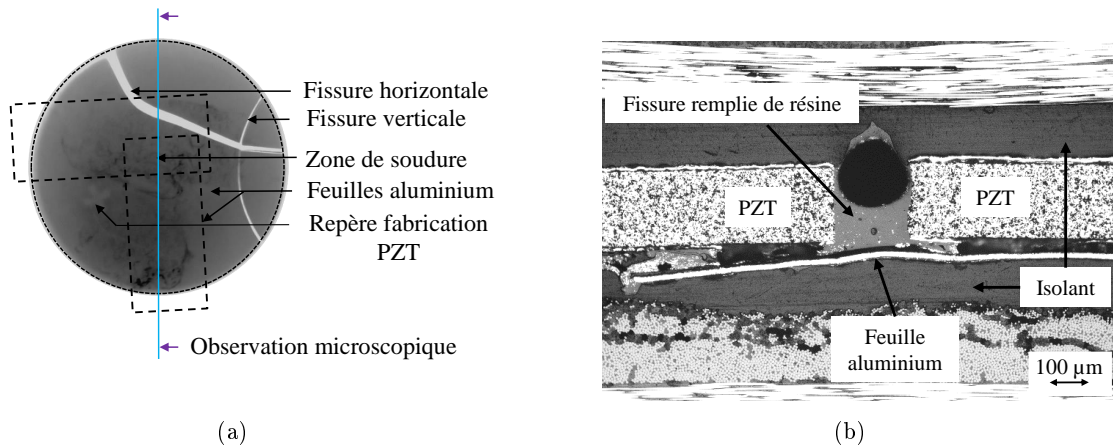 Fissure horizontale
Fissure verticale
Zone de soudure
Feuilles aluminium
Repère fabrication
PZT
Observation microscopique
(a)
Fissure remplie de résine
PZT
PZT
Isolant
Feuille
aluminium
100 µm
(b)